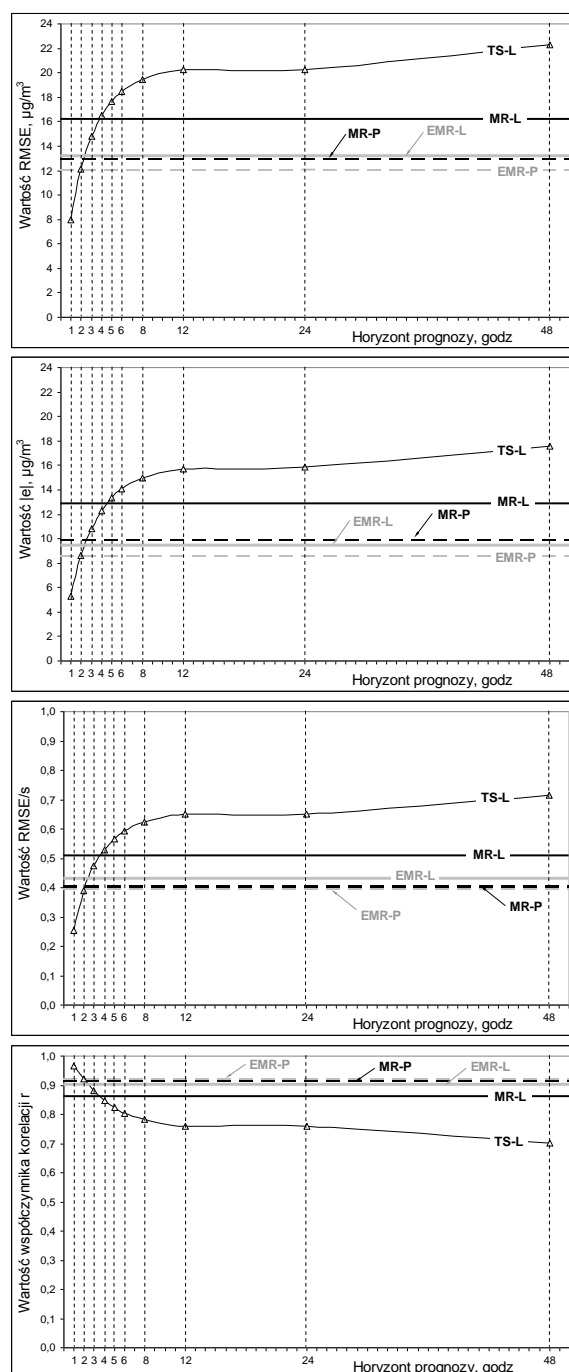 Wartość RMSE, µg/m³
24
22
20
18
16
14
12
10
8
6
4
2
0
TS-L
MR-L
MR-P
EMR-L
EMR-P
1 2 3 4 5 6 8 12 24 48
Horyzont prognozy, godz
Wartość |e|, µg/m³
24
22
20
18
16
14
12
10
8
6
4
2
0
TS-L
MR-L
EMR-L
MR-P
EMR-P
1 2 3 4 5 6 8 12 24 48
Horyzont prognozy, godz
Wartość RMSE/s
1,0
0,9
0,8
0,7
0,6
0,5
0,4
0,3
0,2
0,1
0,0
TS-L
MR-L
EMR-L
EMR-P
MR-P
1 2 3 4 5 6 8 12 24 48
Horyzont prognozy, godz
Wartość współczynnika korelacji r
1,0
0,9
0,8
0,7
0,6
0,5
0,4
0,3
0,2
0,1
0,0
EMR-P
MR-P
EMR-L
MR-L
TS-L
1 2 3 4 5 6 8 12 24 48
Horyzont prognozy, godz